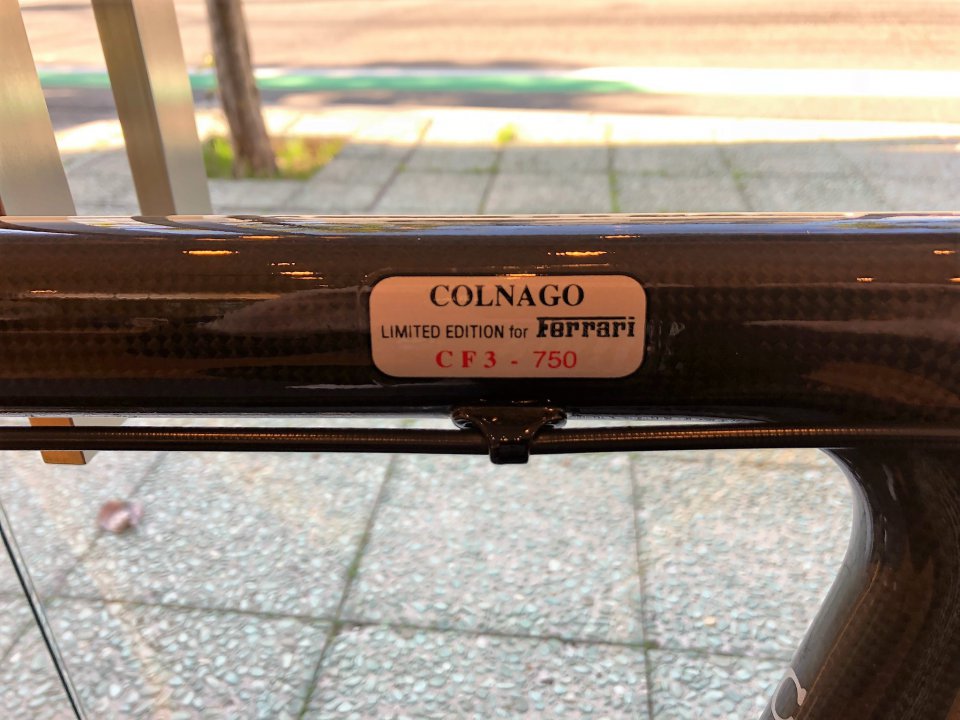 COLNAGO
LIMITED EDITION for Ferrari
CF3 - 750